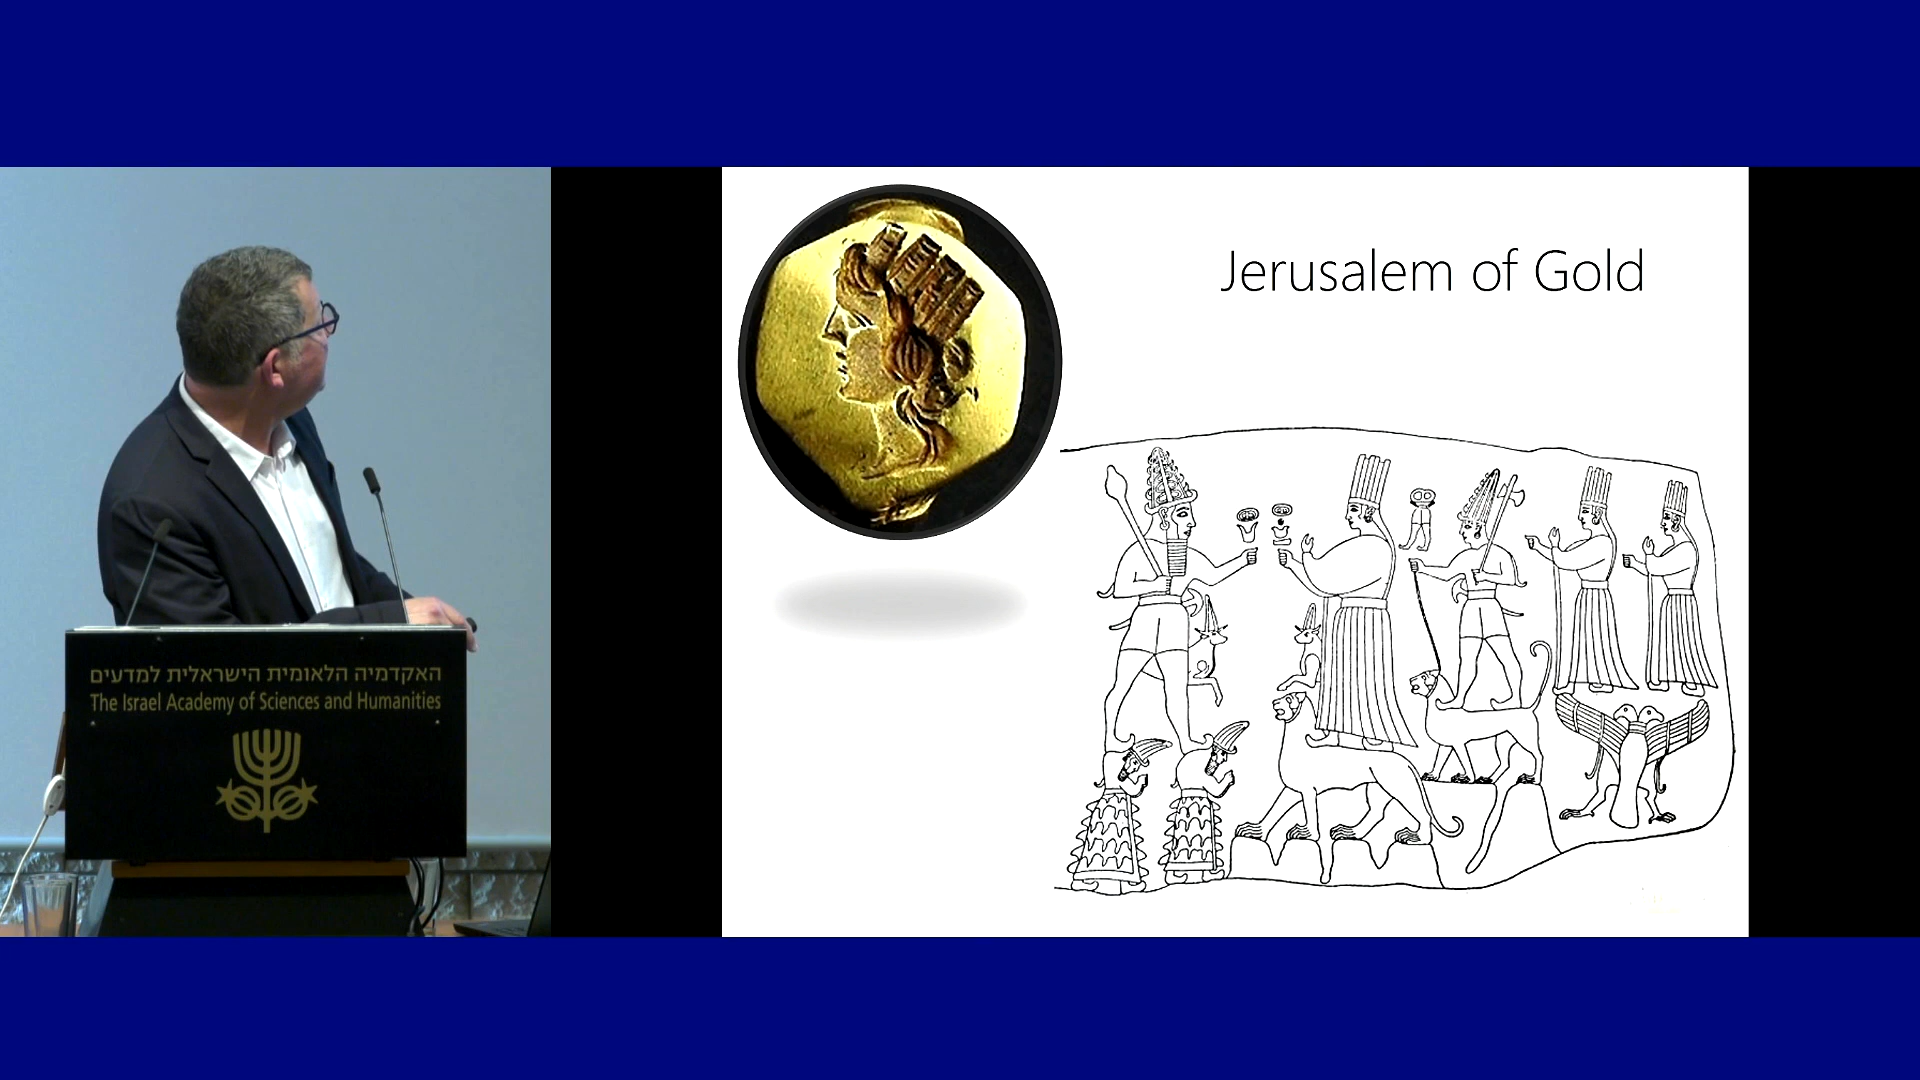 Jerusalem of Gold
האקדמיה הלאומית הישראלית למדעים
The Israel Academy of Sciences and Humanities